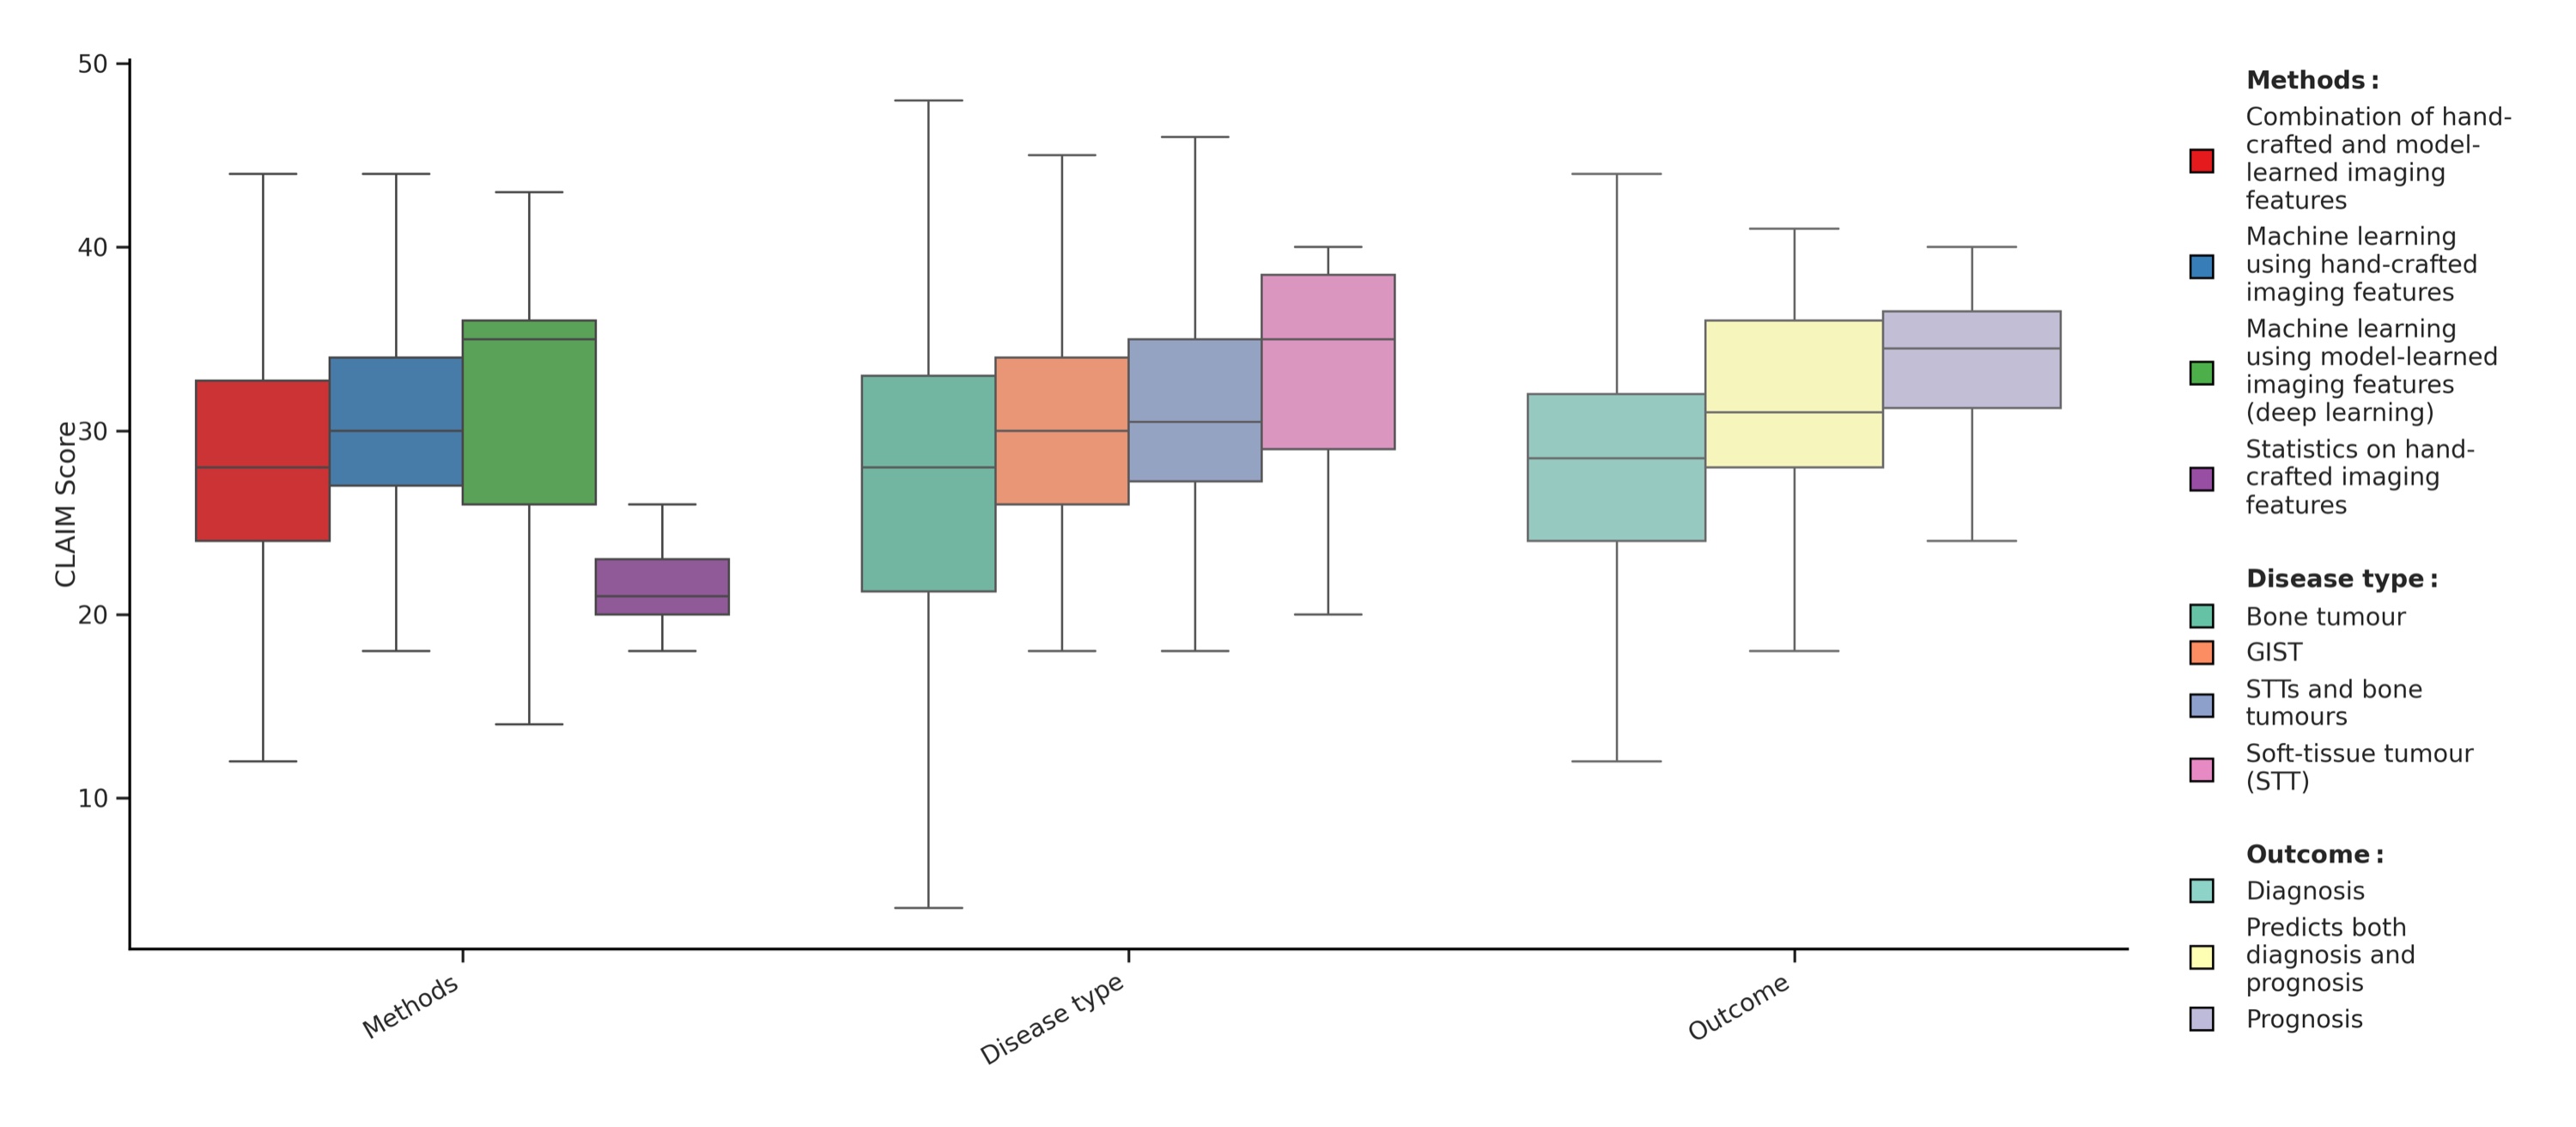 50
40
30
20
10
CLAIM Score
Methods
Disease type
Outcome
Methods:
Combination of hand-
crafted and model-
learned imaging
features
Machine learning
using hand-crafted
imaging features
Machine learning
using model-learned
imaging features
(deep learning)
Statistics on hand-
crafted imaging
features
Disease type:
Bone tumour
GIST
STTs and bone
tumours
Soft-tissue tumour
(STT)
Outcome:
Diagnosis
Predicts both
diagnosis and
prognosis
Prognosis